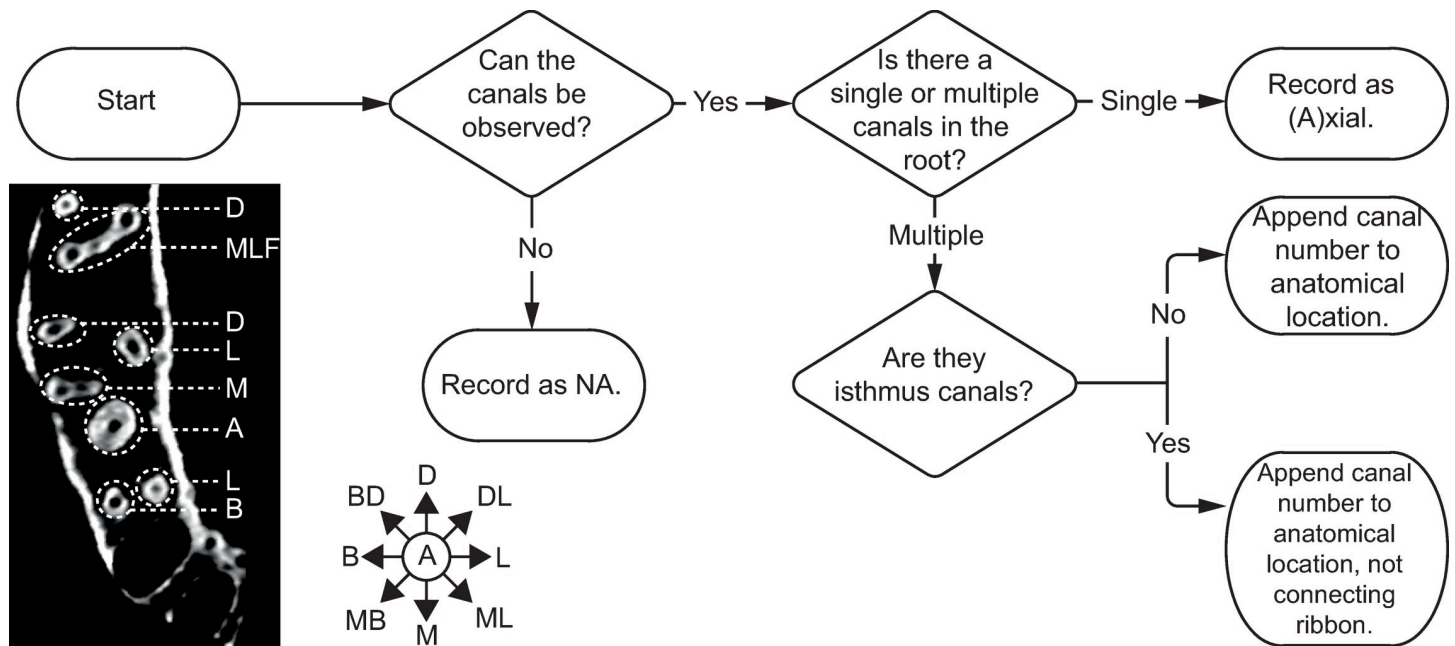 Start
Can the
canals be
observed?
Yes
Is there a
single or multiple
canals in the
root?
Single
Record as
(A)xial.
No
Record as NA.
Multiple
Are they
isthmus canals?
No
Append canal
number to
anatomical
location.
Yes
Append canal
number to
anatomical
location, not
connecting
ribbon.
D
MLF
D
L
M
A
L
B
D
BD
DL
B
A
L
MB
ML
M